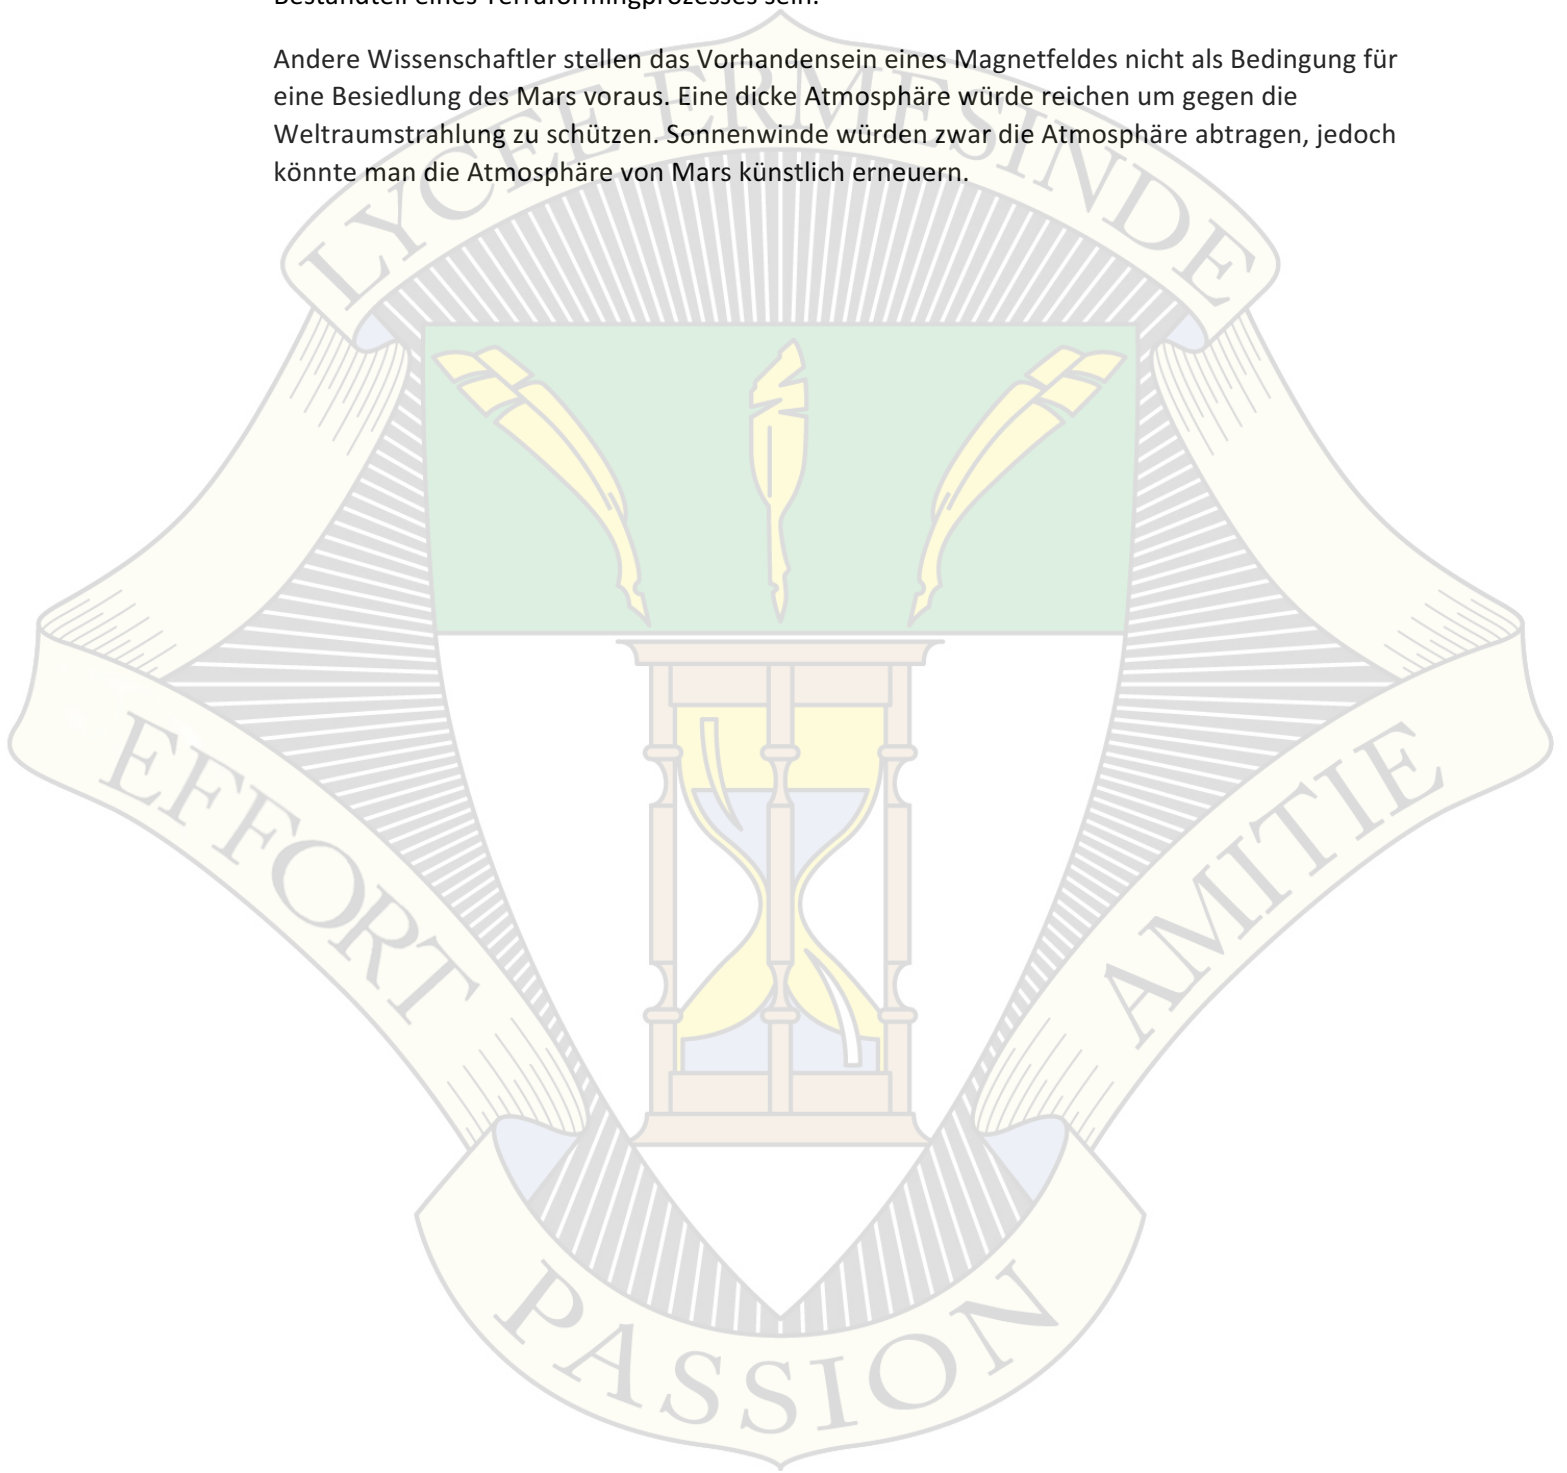 Bestandteil eines Terraformingprozesses sein.
Andere Wissenschaftler stellen das Vorhandensein eines Magnetfeldes nicht als Bedingung für
eine Besiedlung des Mars voraus. Eine dicke Atmosphäre würde reichen um gegen die
Weltraumstrahlung zu schützen. Sonnenwinde würden zwar die Atmosphäre abtragen, jedoch
könnte man die Atmosphäre von Mars künstlich erneuern.
LYCEE ERMESINDE
EFFORT
AMITIE
PASSION